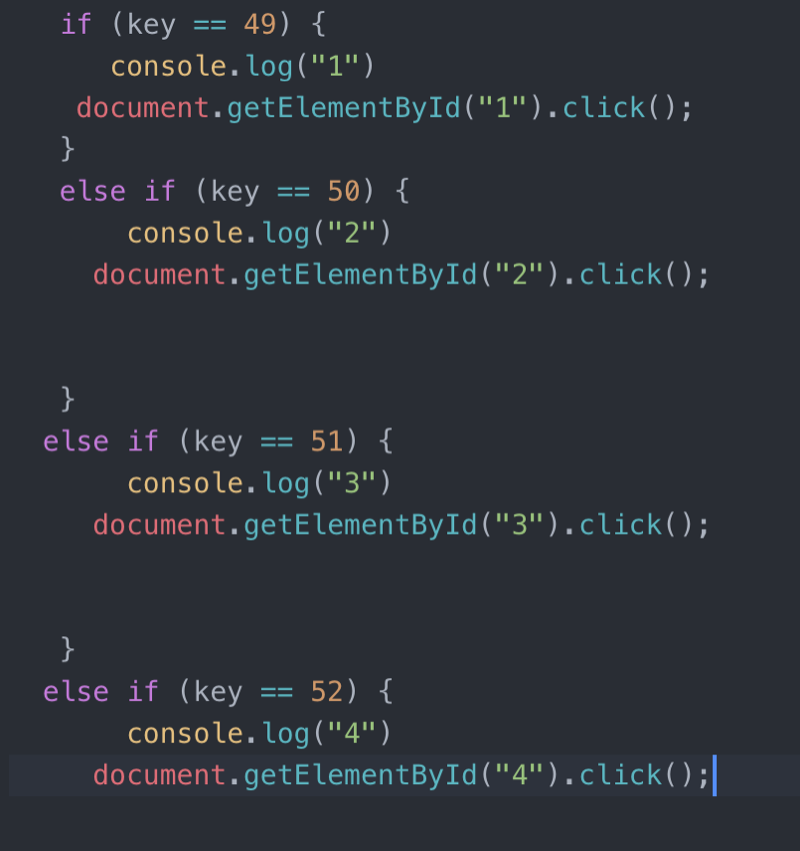 if (key == 49) {
console.log("1")
document.getElementById("1").click();
}
else if (key == 50) {
console.log("2")
document.getElementById("2").click();
}
else if (key == 51) {
console.log("3")
document.getElementById("3").click();
}
else if (key == 52) {
console.log("4")
document.getElementById("4").click();